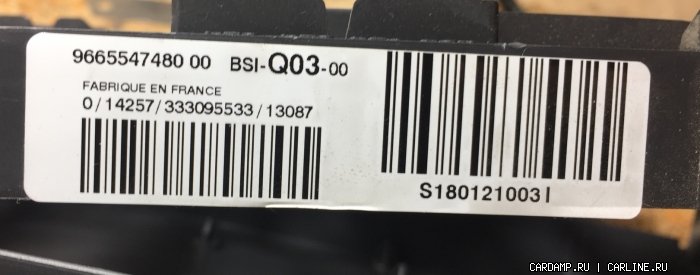 9665547480 00 BSI-Q03-00
FABRIQUE EN FRANCE
0/14257/333095533/13087
S180121003I
CARDAMP.RU | CARLINE.RU